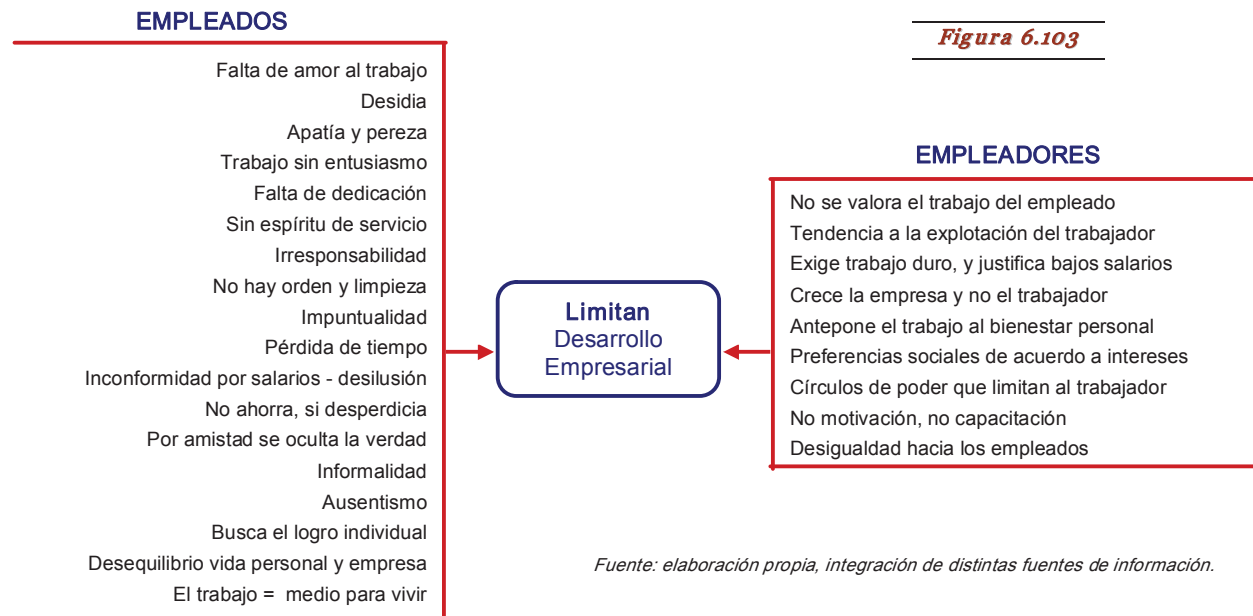 EMPLEADOS
Falta de amor al trabajo
Desidia
Apatía y pereza
Trabajo sin entusiasmo
Falta de dedicación
Sin espíritu de servicio
Irresponsabilidad
No hay orden y limpieza
Impuntualidad
Pérdida de tiempo
Inconformidad por salarios - desilusión
No ahorra, si desperdicia
Por amistad se oculta la verdad
Informalidad
Ausentismo
Busca el logro individual
Desequilibrio vida personal y empresa
El trabajo = medio para vivir
Limitan
Desarrollo
Empresarial
Figura 6.103
EMPLEADORES
No se valora el trabajo del empleado
Tendencia a la explotación del trabajador
Exige trabajo duro, y justifica bajos salarios
Crece la empresa y no el trabajador
Antepone el trabajo al bienestar personal
Preferencias sociales de acuerdo a intereses
Círculos de poder que limitan al trabajador
No motivación, no capacitación
Desigualdad hacia los empleados
Fuente: elaboración propia, integración de distintas fuentes de información.